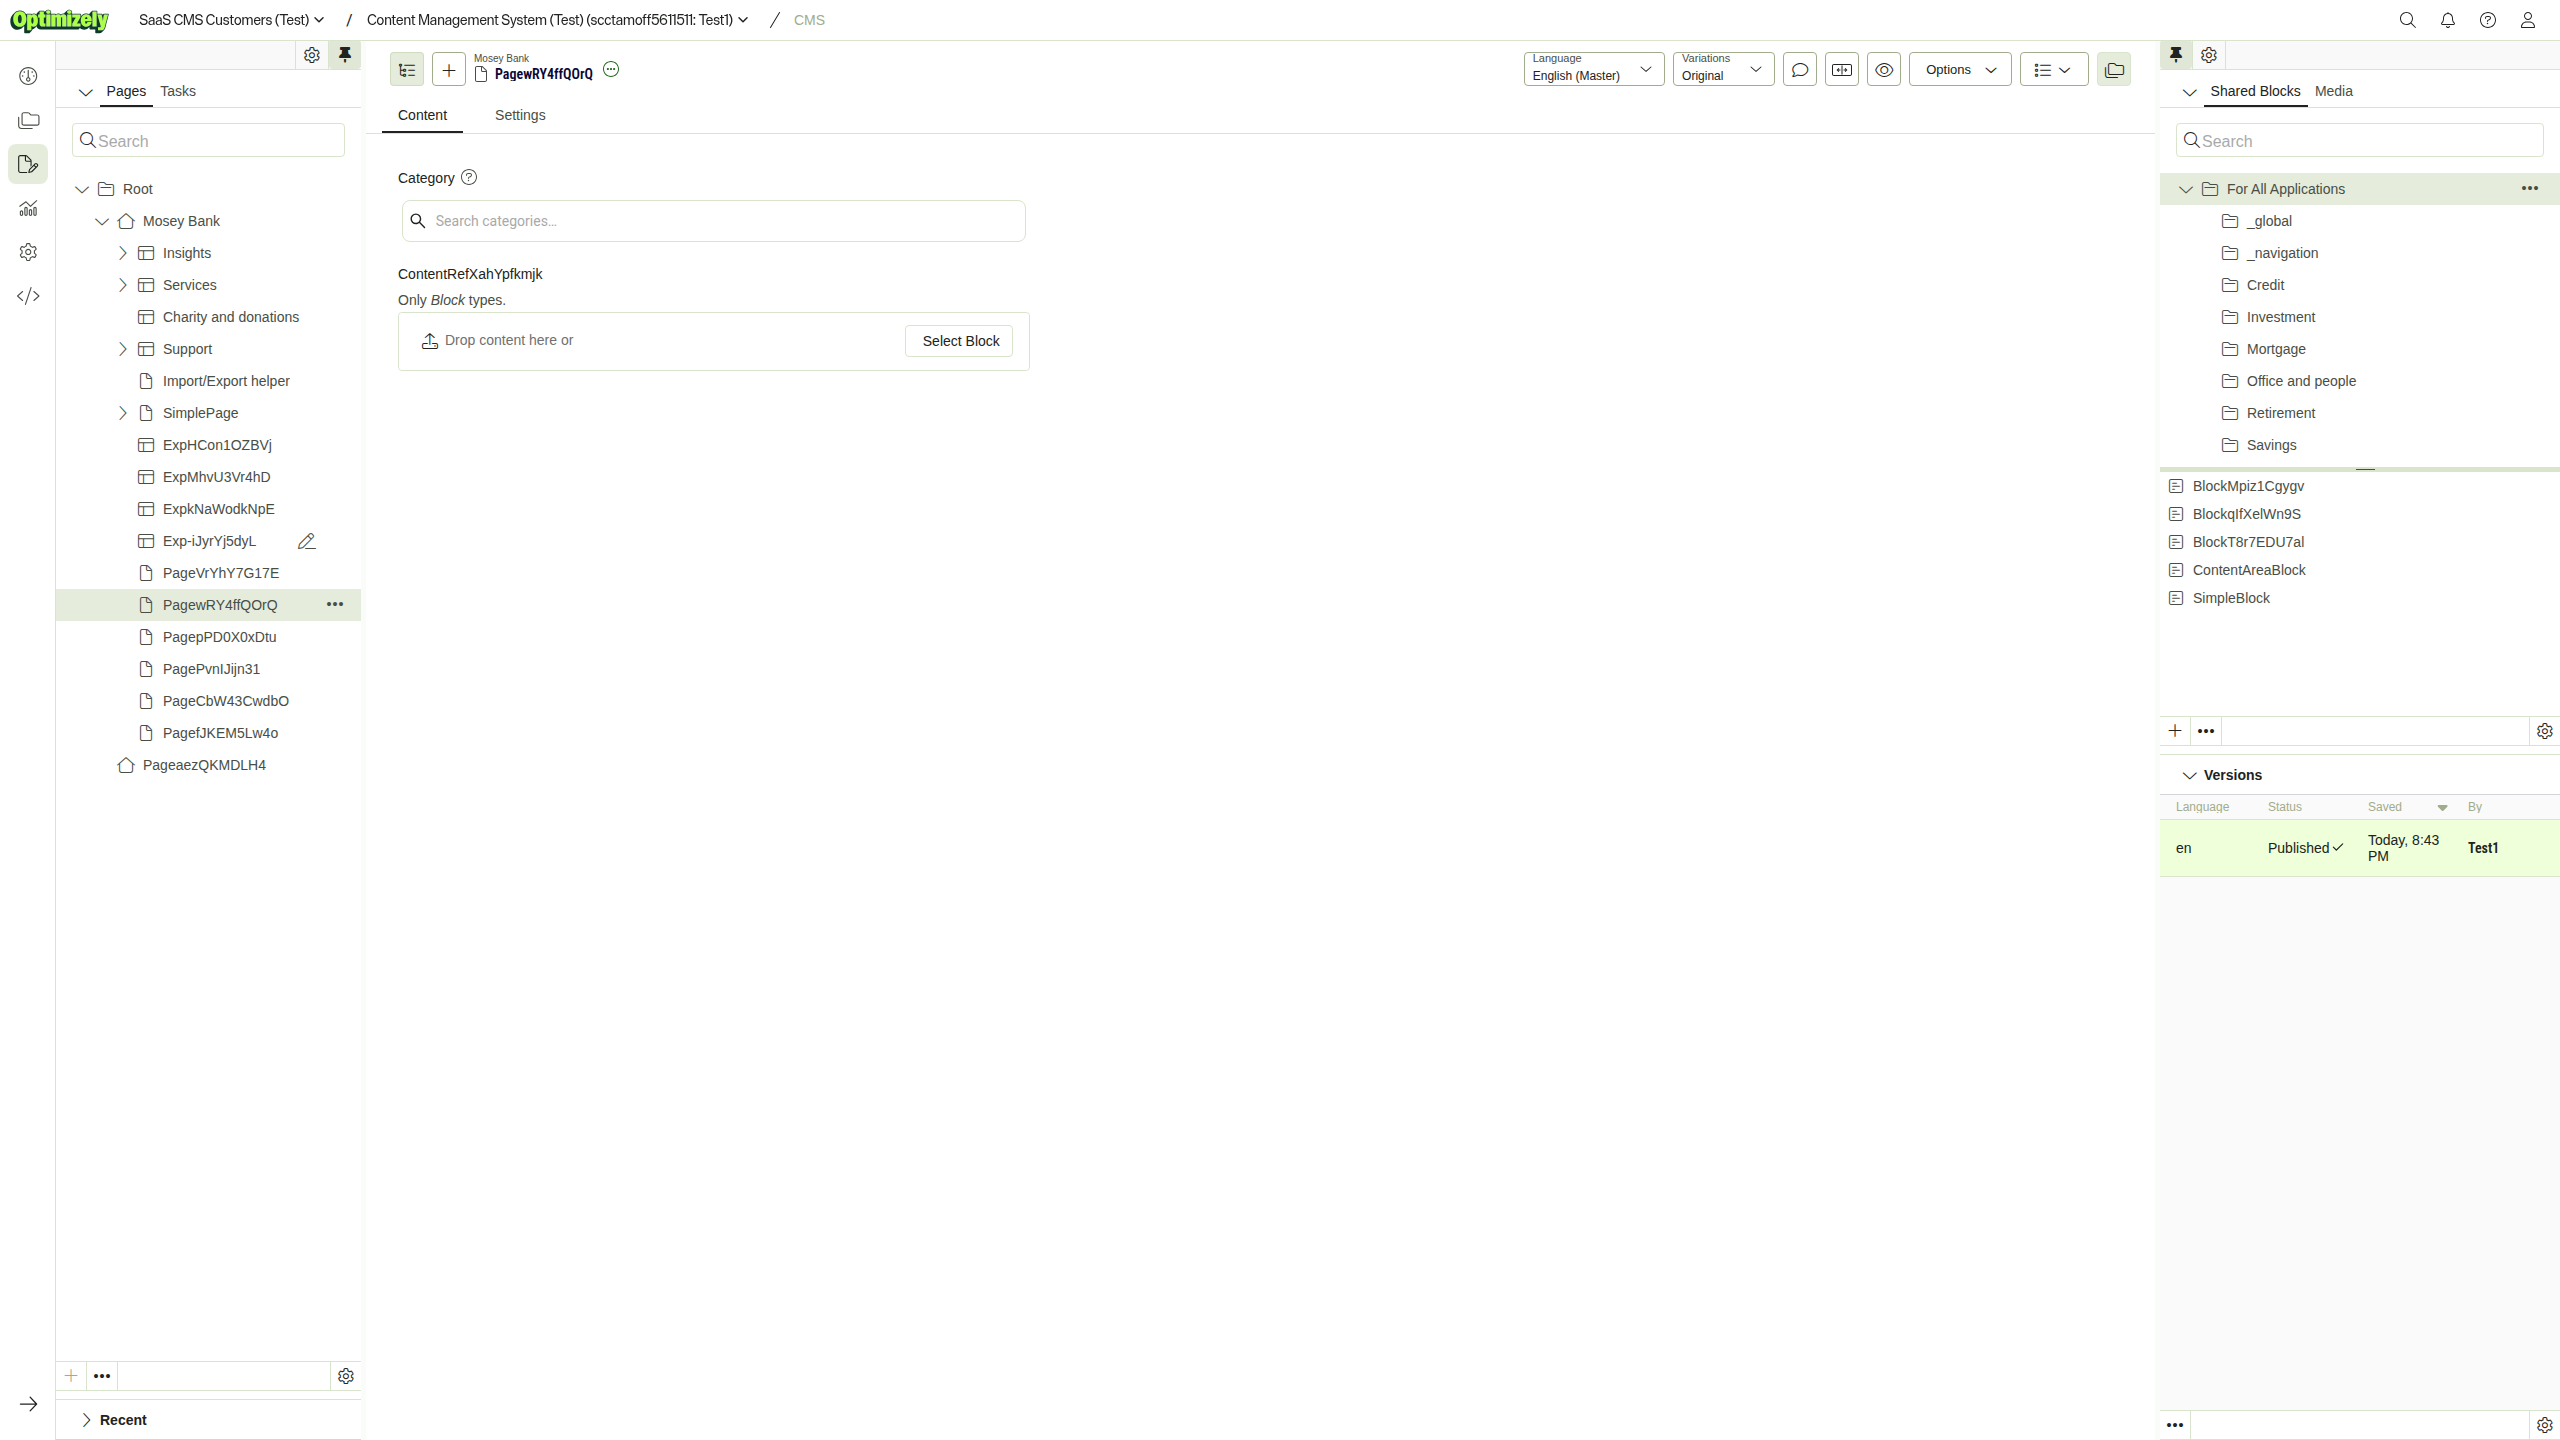 Optimizely
SaaS CMS Customers (Test) / Content Management System (Test) (scctamoff5611511: Test1) / CMS
Pages Tasks
Search
Root
Mosey Bank
Insights
Services
Charity and donations
Support
Import/Export helper
SimplePage
ExpHCon1OZBVj
ExpMhvU3Vr4hD
ExpkNaWodkNpE
Exp-iJyrYj5dyL
PageVrYhY7G17E
PagewRY4ffQOrQ
PagepPD0X0xDtu
PagePvnIJijn31
PageCbW43CwdbO
PagefJKEM5Lw4o
PageaezQKMDLH4
Recent
Mosey Bank
PagewRY4ffQOrQ
Language
English (Master)
Variations
Original
Options
Content Settings
Category
Search categories...
ContentRefXahYpfkmjk
Only Block types.
Drop content here or Select Block
Shared Blocks Media
Search
For All Applications
_global
_navigation
Credit
Investment
Mortgage
Office and people
Retirement
Savings
BlockMpiz1Cgygv
BlockqIfXelWn9S
BlockT8r7EDU7al
ContentAreaBlock
SimpleBlock
Versions
Language Status Saved By
en Published Today, 8:43 PM Test1